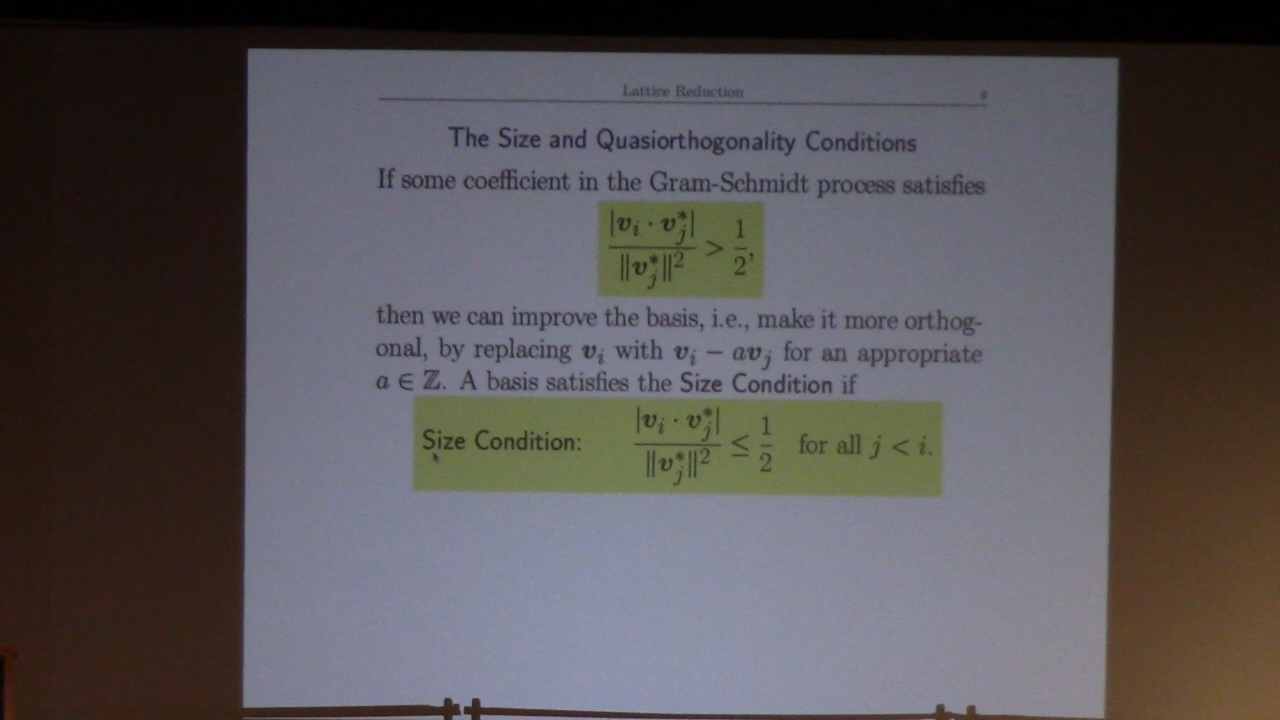 Lattice Reduction 9
The Size and Quasiorthogonality Conditions
If some coefficient in the Gram-Schmidt process satisfies
|v_i · v_j^*| / ‖v_j^*‖^2 > 1/2,
then we can improve the basis, i.e., make it more orthog-
onal, by replacing v_i with v_i − av_j for an appropriate
a ∈ ℤ. A basis satisfies the Size Condition if
Size Condition: |v_i · v_j^*| / ‖v_j^*‖^2 ≤ 1/2 for all j < i.